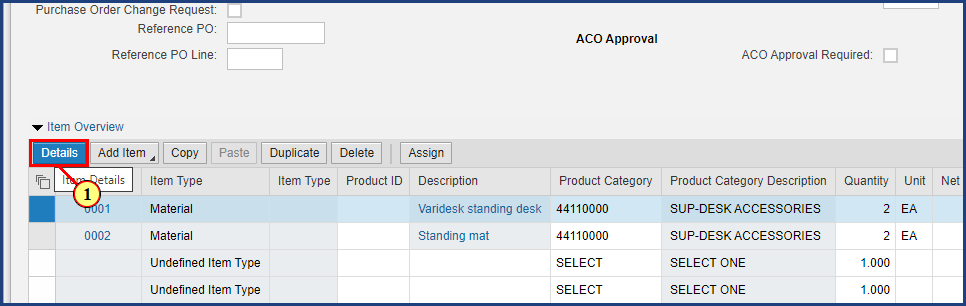 Purchase Order Change Request:
Reference PO:
ACO Approval
Reference PO Line:
ACO Approval Required:
Item Overview
Details Add Item Copy Paste Duplicate Delete Assign
Item Details Item Type Item Type Product ID Description Product Category Product Category Description Quantity Unit Net
1
0001 Material Varidesk standing desk 44110000 SUP-DESK ACCESSORIES 2 EA
0002 Material Standing mat 44110000 SUP-DESK ACCESSORIES 2 EA
Undefined Item Type SELECT SELECT ONE 1.000
Undefined Item Type SELECT SELECT ONE 1.000